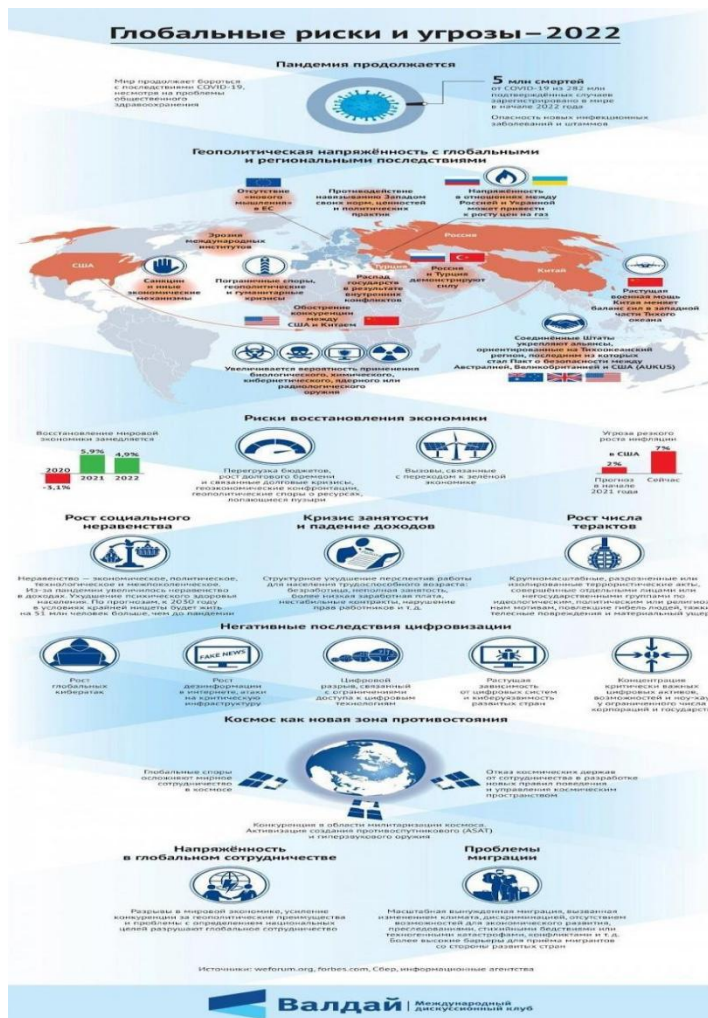 Глобальные риски и угрозы–2022
Пандемия продолжается
Мир продолжает бороться
с последствиями COVID-19,
несмотря на проблемы
общественного
здравоохранения
5 млн смертей
от COVID-19 из 282 млн
подтверждённых случаев
зарегистрировано в мире
в начале 2022 года
Опасность новых инфекционных
заболеваний и штаммов
Геополитическая напряжённость с глобальными
и региональными последствиями
Отсутствие
«нового
мышления»
в ЕС
Противодействие
навязыванию Западом
своих норм, ценностей
и политических
практик
Напряжённость
в отношениях между
Россией и Украиной
может привести
к росту цен на газ
Эрозия
международных
институтов
Россия
США
Турция
Китай
Санкции
и иные
экономические
механизмы
Пограничные споры,
геополитические
и гуманитарные
кризисы
Распад
государств
в результате
внутренних
конфликтов
Россия
и Турция
демонстрируют
силу
Растущая
военная мощь
Китая меняет
баланс сил в западной
части Тихого
океана
Обострение
конкуренции
между
США и Китаем
Соединённые Штаты
укрепляют альянсы,
ориентированные на Тихоокеанский
регион, последним из которых
стал Пакт о безопасности между
Австралией, Великобританией и США (AUKUS)
Увеличивается вероятность применения
биологического, химического,
кибернетического, ядерного или
радиологического
оружия
Риски восстановления экономики
Восстановление мировой
экономики замедляется
2020
-3,1%
5,9%
2021
4,9%
2022
Перегрузка бюджетов,
рост долгового бремени
и связанные долговые кризисы,
геоэкономические конфронтации,
геополитические споры о ресурсах,
лопающиеся пузыри
Вызовы, связанные
с переходом к зелёной
экономике
Угроза резкого
роста инфляции
в США
2%
7%
Прогноз
в начале
2021 года
Сейчас
Рост социального
неравенства
Неравенство – экономическое, политическое,
технологическое и межпоколенческое.
Из-за пандемии увеличилось неравенство
в доходах. Ухудшение психического здоровья
населения. По прогнозам, к 2030 году
в условиях крайней нищеты будет жить
на 51 млн человек больше, чем до пандемии
Кризис занятости
и падение доходов
Структурное ухудшение перспектив работы
для населения трудоспособного возраста:
безработица, неполная занятость,
более низкая заработная плата,
нестабильные контракты, нарушение
прав работников и т.д.
Рост числа
терактов
Крупномасштабные, разрозненные или
изолированные террористические акты,
совершённые отдельными лицами или
негосударственными группами по
идеологическим, политическим или религиоз
ным мотивам, повлекшие гибель людей, тяжки
телесные повреждения и материальный ущер
Негативные последствия цифровизации
FAKE NEWS
Рост
глобальных
кибератак
Рост
дезинформации
в интернете, атаки
на критическую
инфраструктуру
Цифровой
разрыв, связанный
с ограничениями
доступа к цифровым
технологиям
Растущая
зависимость
от цифровых систем
и киберуязвимость
развитых стран
Концентрация
критически важных
цифровых активов,
возможностей и ноу-хау
у ограниченного числа
корпораций и государств
Космос как новая зона противостояния
Глобальные споры
осложняют мирное
сотрудничество
в космосе
Отказ космических держав
от сотрудничества в разработке
новых правил поведения
и управления космическим
пространством
Конкуренция в области милитаризации космоса.
Активизация создания противоспутникового (ASAT)
и гиперзвукового оружия
Напряжённость
в глобальном сотрудничестве
Разрывы в мировой экономике, усиление
конкуренции за геополитические преимущества
и проблемы с определением национальных
целей разрушают глобальное сотрудничество
Проблемы
миграции
Масштабная вынужденная миграция, вызванная
изменением климата, дискриминацией, отсутствием
возможностей для экономического развития,
преследованиями, стихийными бедствиями или
техногенными катастрофами, конфликтами и т.д.
Более высокие барьеры для приёма мигрантов
со стороны развитых стран
Источники: weforum.org, forbes.com, Сбер, информационные агентства
Валдай
Международный
дискуссионный клуб